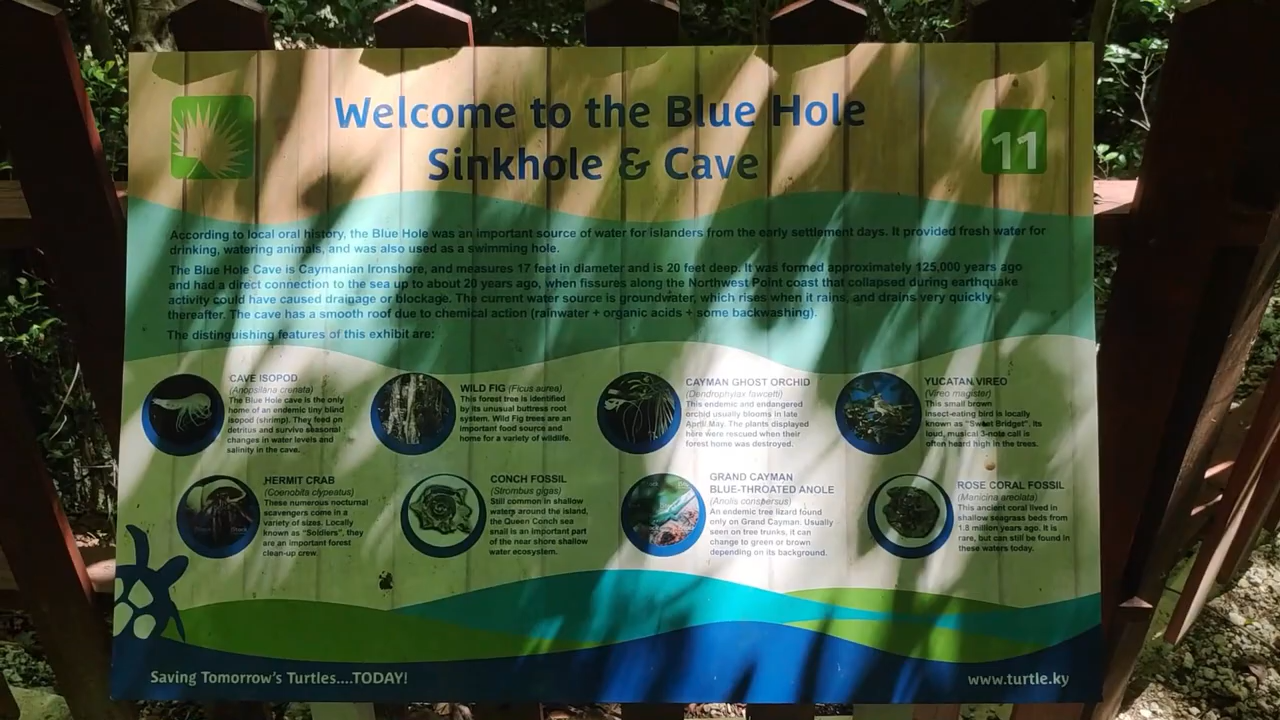 Welcome to the Blue Hole
Sinkhole & Cave
11
According to local oral history, the Blue Hole was an important source of water for islanders from the early settlement days. It provided fresh water for
drinking, watering animals, and was also used as a swimming hole.
The Blue Hole Cave is Caymanian Ironshore, and measures 17 feet in diameter and is 20 feet deep. It was formed approximately 125,000 years ago
and had a direct connection to the sea up to about 20 years ago, when fissures along the Northwest Point coast that collapsed during earthquake
activity could have caused drainage or blockage. The current water source is groundwater, which rises when it rains, and drains very quickly
thereafter. The cave has a smooth roof due to chemical action (rainwater + organic acids + some backwashing).
The distinguishing features of this exhibit are:
CAVE ISOPOD
(Anopsilana crenata)
The Blue Hole cave is the only
home of an endemic tiny blind
isopod (shrimp). They feed on
detritus and survive seasonal
changes in water levels and
salinity in the cave.
WILD FIG (Ficus aurea)
This forest tree is identified
by its unusual buttress root
system. Wild Fig trees are an
important food source and
home for a variety of wildlife.
CAYMAN GHOST ORCHID
(Dendrophylax fawcetti)
This endemic and endangered
orchid usually blooms in late
April/May. The plants displayed
here were rescued when their
forest home was destroyed.
YUCATAN VIREO
(Vireo magister)
This small brown
insect-eating bird is locally
known as "Sweet Bridget", its
loud, musical 3-note call is
often heard high in the trees.
HERMIT CRAB
(Coenobita clypeatus)
These numerous nocturnal
scavengers come in a
variety of sizes. Locally
known as "Soldiers", they
are an important forest
clean-up crew.
CONCH FOSSIL
(Strombus gigas)
Still common in shallow
waters around the island,
the Queen Conch sea
snail is an important part
of the near shore shallow
water ecosystem.
GRAND CAYMAN
BLUE-THROATED ANOLE
(Anolis conspersus)
An endemic tree lizard found
only on Grand Cayman. Usually
seen on tree trunks, it can
change to green or brown
depending on its background.
ROSE CORAL FOSSIL
(Manicina areolata)
This ancient coral lived in
shallow seagrass beds from
1.8 million years ago. It is
rare, but can still be found in
these waters today.
Saving Tomorrow's Turtles....TODAY!
www.turtle.ky